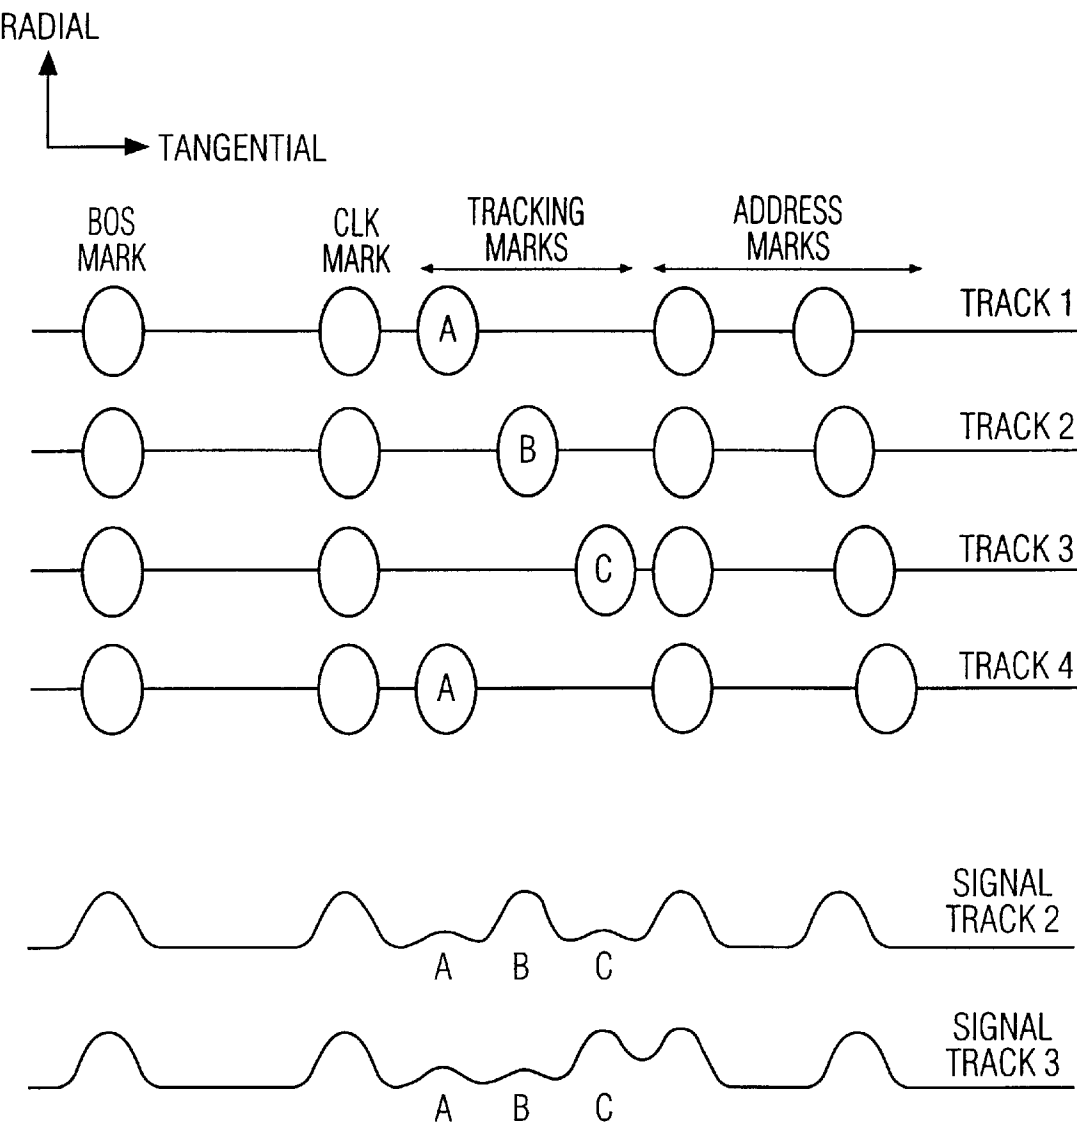 RADIAL
TANGENTIAL
BOS
MARK
CLK
MARK
TRACKING
MARKS
ADDRESS
MARKS
A
TRACK 1
B
TRACK 2
C
TRACK 3
A
TRACK 4
SIGNAL
TRACK 2
A B C
SIGNAL
TRACK 3
A B C